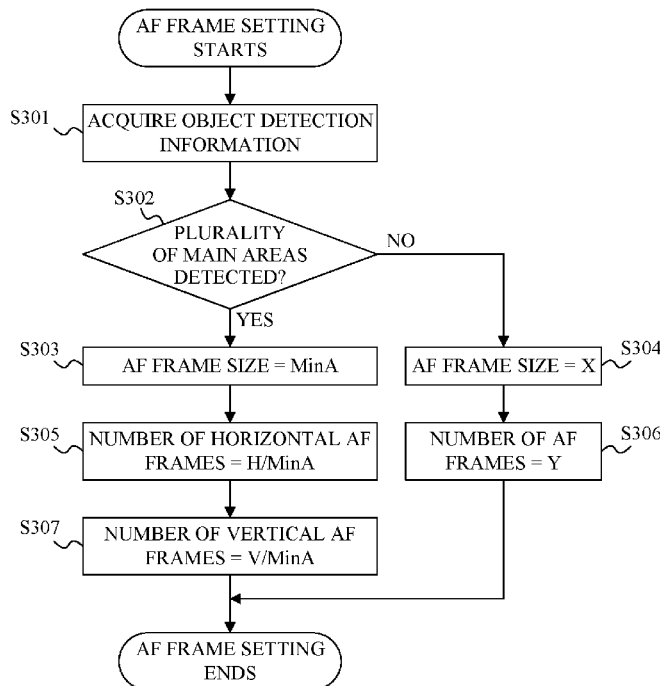 AF FRAME SETTING
STARTS
S301
ACQUIRE OBJECT DETECTION
INFORMATION
S302
PLURALITY
OF MAIN AREAS
DETECTED?
NO
YES
S303
AF FRAME SIZE = MinA
AF FRAME SIZE = X
S304
S305
NUMBER OF HORIZONTAL AF
FRAMES = H/MinA
NUMBER OF AF
FRAMES = Y
S306
S307
NUMBER OF VERTICAL AF
FRAMES = V/MinA
AF FRAME SETTING
ENDS